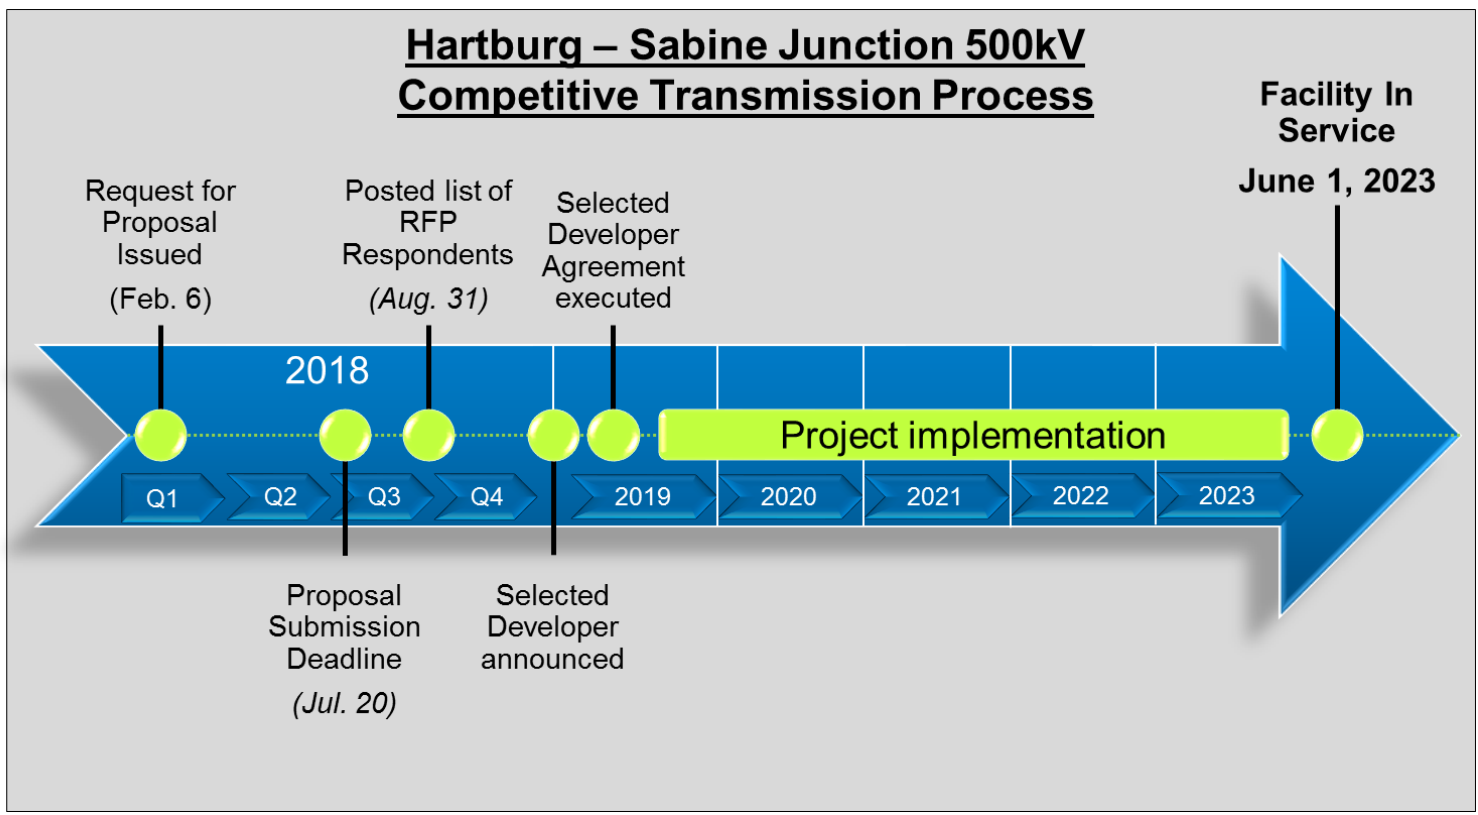 Hartburg – Sabine Junction 500kV
Competitive Transmission Process
Facility In
Service
June 1, 2023
Request for
Proposal
Issued
(Feb. 6)
Posted list of
RFP
Respondents
(Aug. 31)
Selected
Developer
Agreement
executed
2018
Project implementation
Q1
Q2
Q3
Q4
2019
2020
2021
2022
2023
Proposal
Submission
Deadline
(Jul. 20)
Selected
Developer
announced